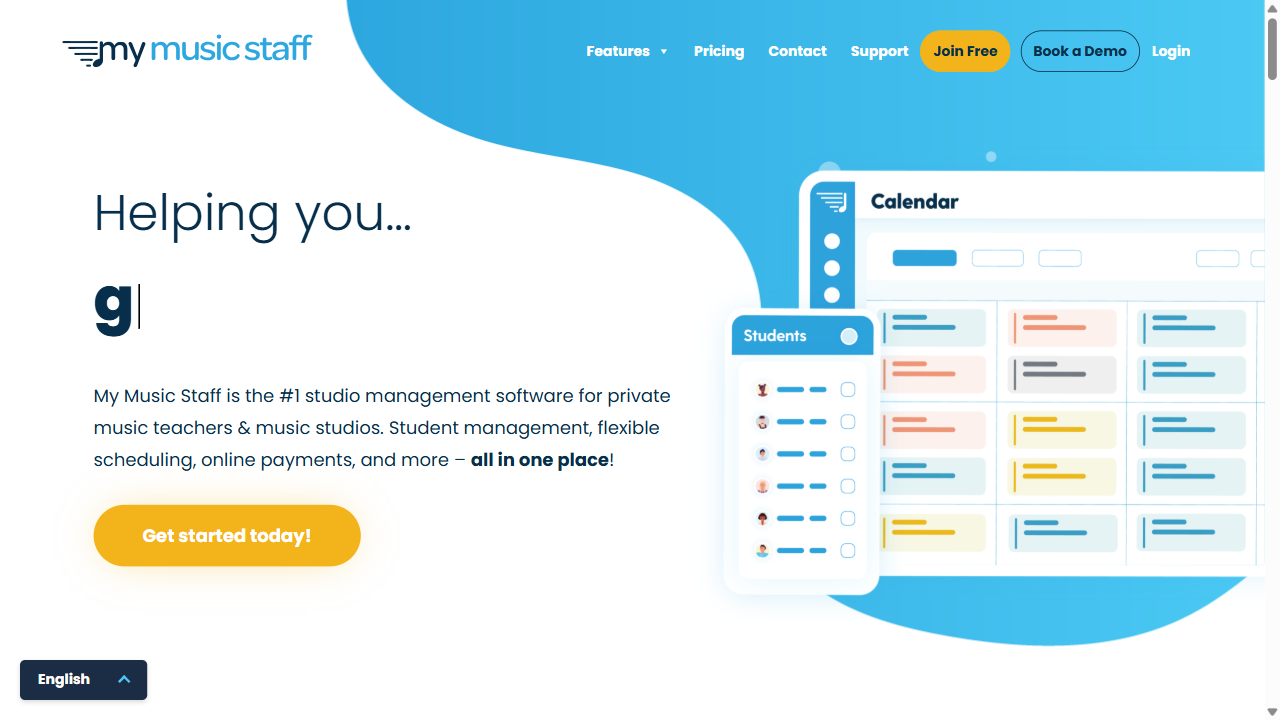 my music staff
Features Pricing Contact Support Join Free Book a Demo Login
Helping you...
g
My Music Staff is the #1 studio management software for private
music teachers & music studios. Student management, flexible
scheduling, online payments, and more – all in one place!
Get started today!
Calendar
Students
English